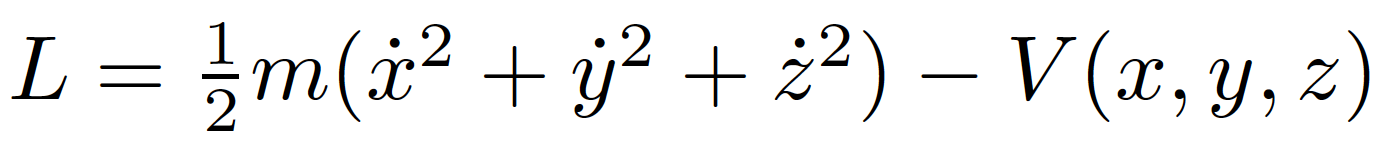 L = ½m(ẋ² + ẏ² + ż²) − V(x, y, z)